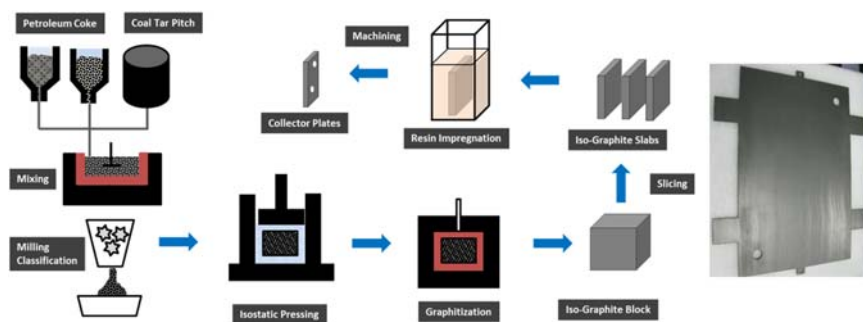 Petroleum Coke
Coal Tar Pitch
Mixing
Milling
Classification
Isostatic Pressing
Graphitization
Iso-Graphite Block
Slicing
Iso-Graphite Slabs
Resin Impregnation
Machining
Collector Plates